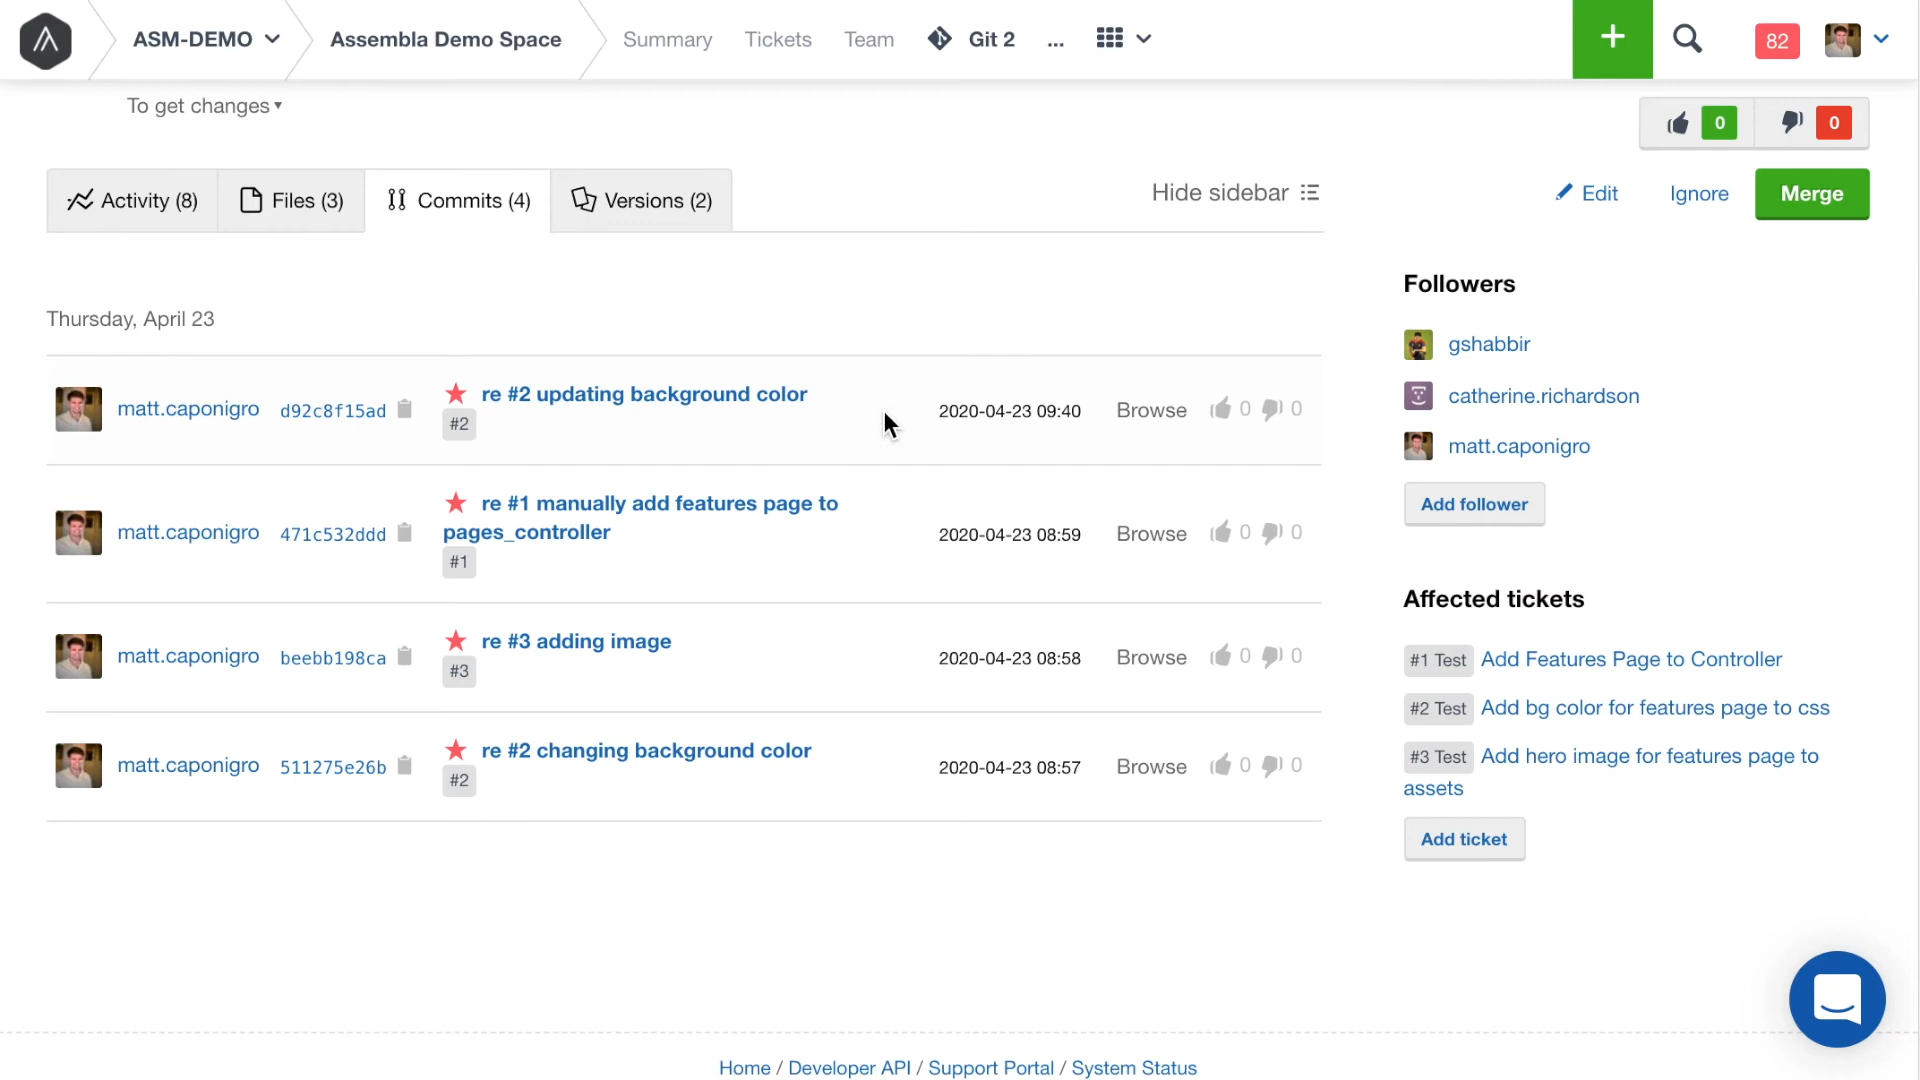 ASM-DEMO
Assembla Demo Space
Summary
Tickets
Team
Git 2
...
+
82
To get changes
0
0
Activity (8)
Files (3)
Commits (4)
Versions (2)
Hide sidebar
Edit
Ignore
Merge
Thursday, April 23
matt.caponigro d92c8f15ad re #2 updating background color 2020-04-23 09:40 Browse 0 0
#2
matt.caponigro 471c532ddd re #1 manually add features page to 2020-04-23 08:59 Browse 0 0
pages_controller
#1
matt.caponigro beebb198ca re #3 adding image 2020-04-23 08:58 Browse 0 0
#3
matt.caponigro 511275e26b re #2 changing background color 2020-04-23 08:57 Browse 0 0
#2
Followers
gshabbir
catherine.richardson
matt.caponigro
Add follower
Affected tickets
#1 Test Add Features Page to Controller
#2 Test Add bg color for features page to css
#3 Test Add hero image for features page to
assets
Add ticket
Home / Developer API / Support Portal / System Status